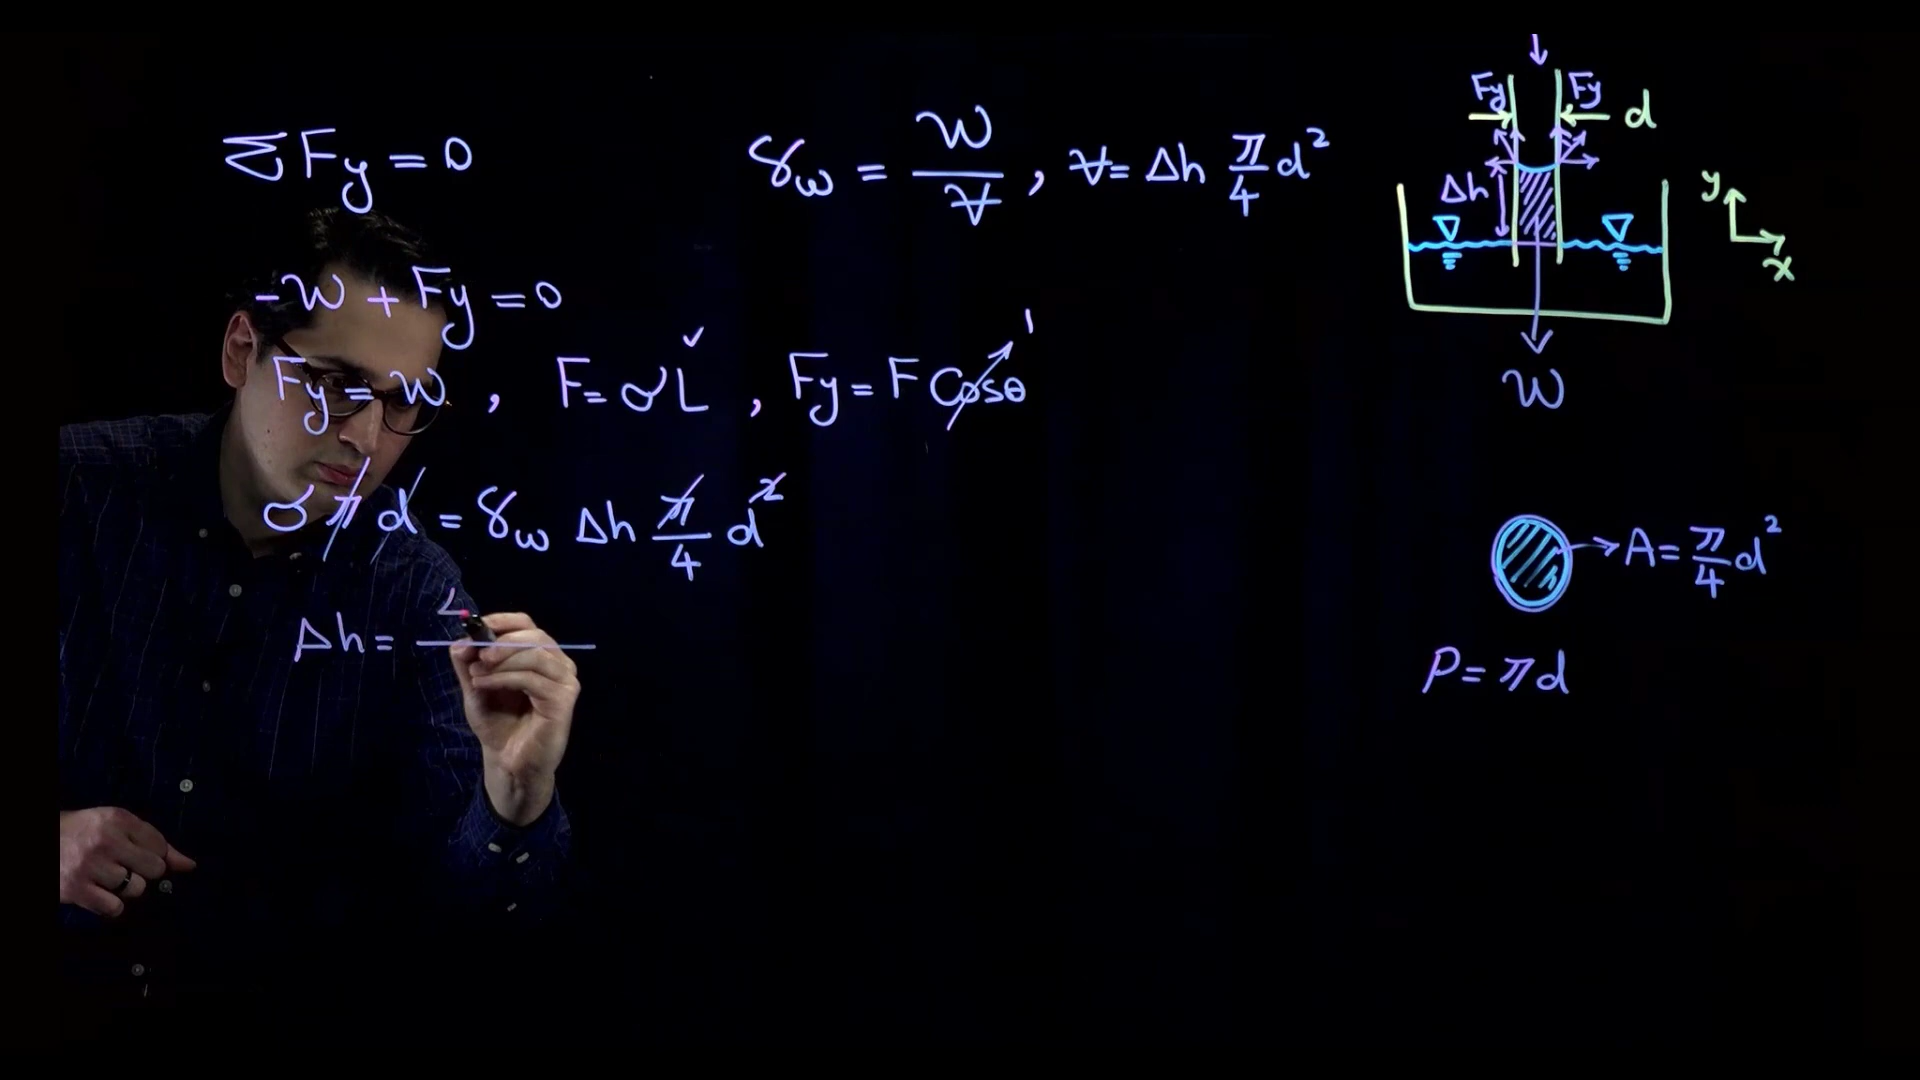 ΣFy = 0
γw = W/V, V = Δh π/4 d²
-W + Fy = 0
Fy = W, F = σL ✓, Fy = F Cosθ 1
σ π d = γw Δh π/4 d²
Δh =
Fy Fy
d
Δh
y
x
W
A = π/4 d²
P = πd